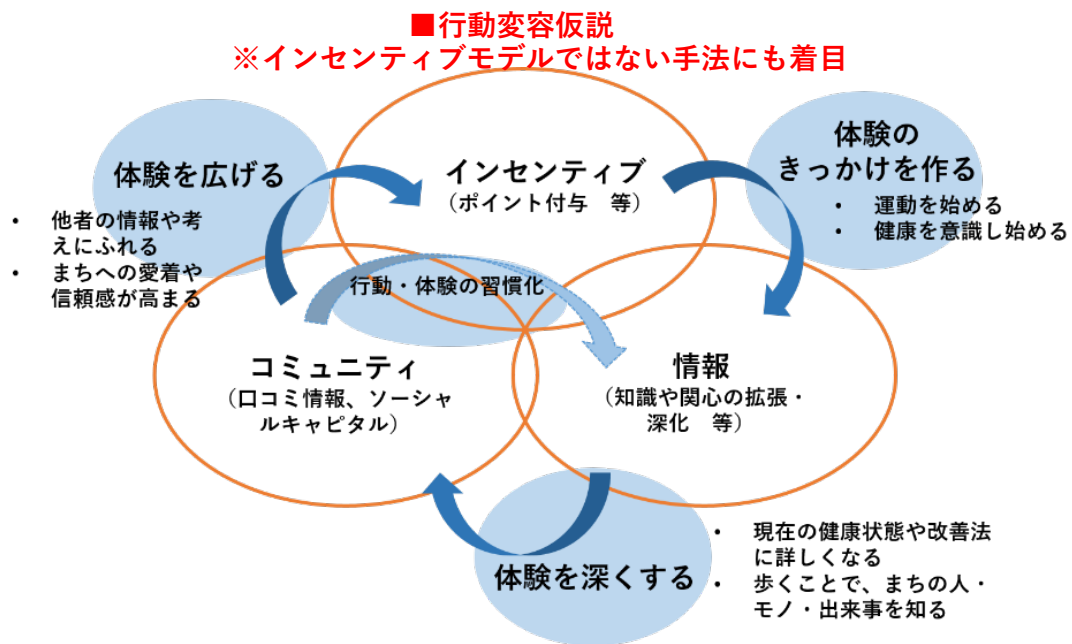 ■行動変容仮説
※インセンティブモデルではない手法にも着目
体験を広げる
• 他者の情報や考
えにふれる
• まちへの愛着や
信頼感が高まる
インセンティブ
（ポイント付与　等）
体験の
きっかけを作る
• 運動を始める
• 健康を意識し始める
行動・体験の習慣化
コミュニティ
（口コミ情報、ソーシャ
ルキャピタル）
情報
（知識や関心の拡張・
深化　等）
体験を深くする
• 現在の健康状態や改善法
に詳しくなる
• 歩くことで、まちの人・
モノ・出来事を知る